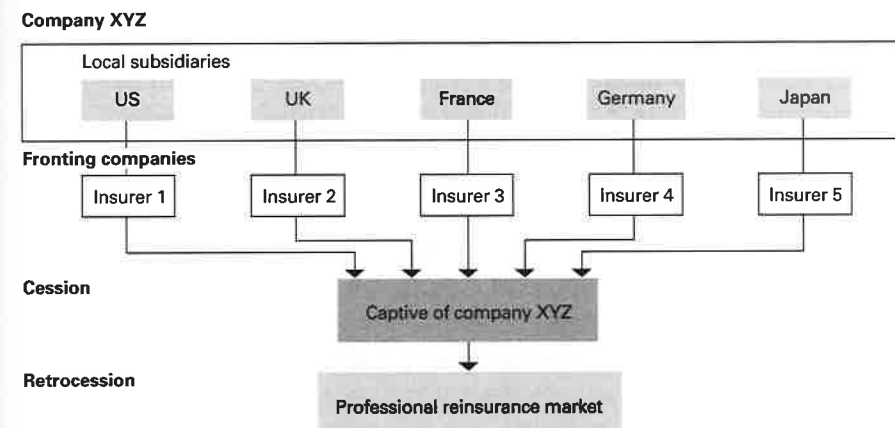 Company XYZ
Local subsidiaries
US UK France Germany Japan
Fronting companies
Insurer 1 Insurer 2 Insurer 3 Insurer 4 Insurer 5
Cession
Captive of company XYZ
Retrocession
Professional reinsurance market